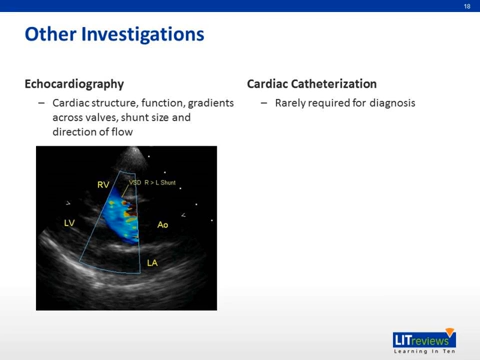 18
Other Investigations
Echocardiography
– Cardiac structure, function, gradients
across valves, shunt size and
direction of flow
Cardiac Catheterization
– Rarely required for diagnosis
RV
VSD R > L Shunt
LV
Ao
LA
LITreviews
Learning in Ten